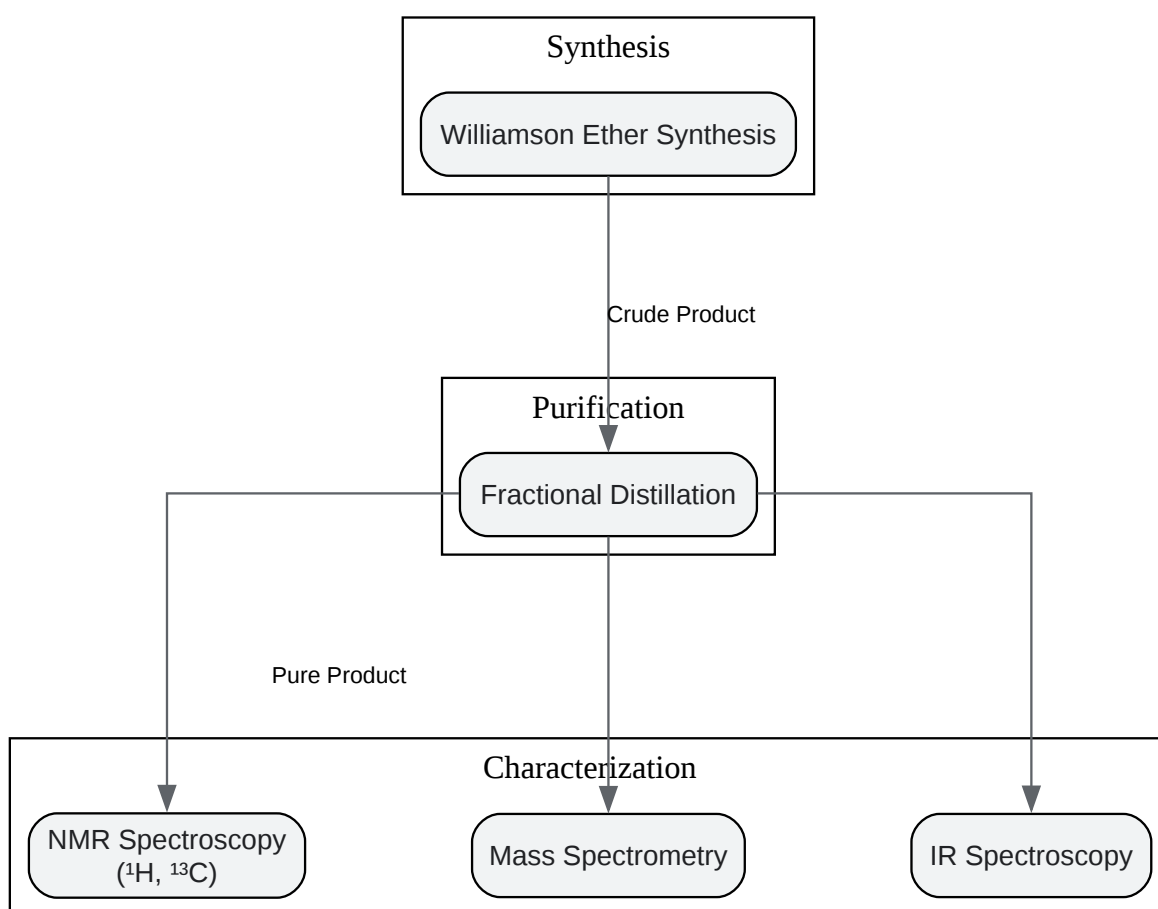 Synthesis
Williamson Ether Synthesis
Crude Product
Purification
Fractional Distillation
Pure Product
Characterization
NMR Spectroscopy
(¹H, ¹³C)
Mass Spectrometry
IR Spectroscopy